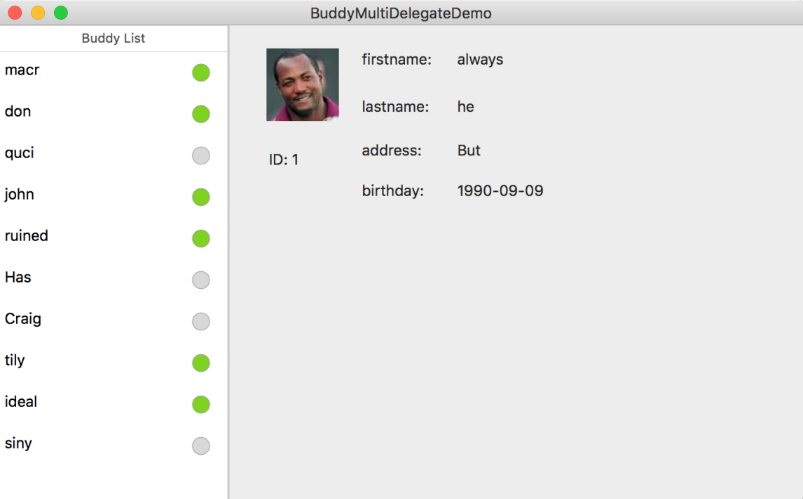 BuddyMultiDelegateDemo
Buddy List
macr
don
quci
john
ruined
Has
Craig
tily
ideal
siny
firstname: always
lastname: he
ID: 1
address: But
birthday: 1990-09-09